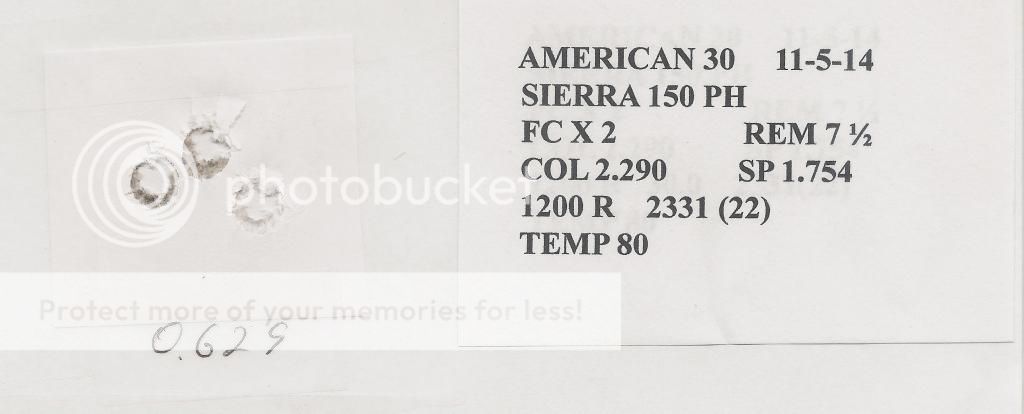 AMERICAN 30 11-5-14
SIERRA 150 PH
FC X 2 REM 7 ½
COL 2.290 SP 1.754
1200 R 2331 (22)
TEMP 80
photobucket
Protect more of your memories for less!
0.629